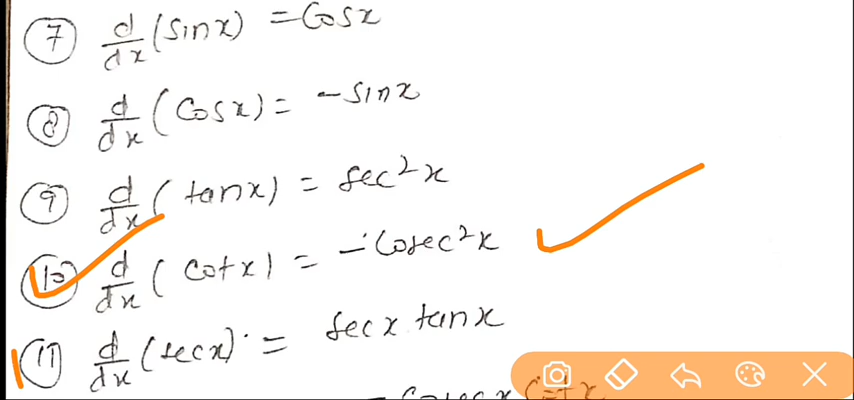 ⑦ d/dx (sinx) = cosx
⑧ d/dx (cosx) = -sinx
⑨ d/dx (tanx) = sec²x
⑩ d/dx (cotx) = -cosec²x
⑪ d/dx (secx) = secx tanx